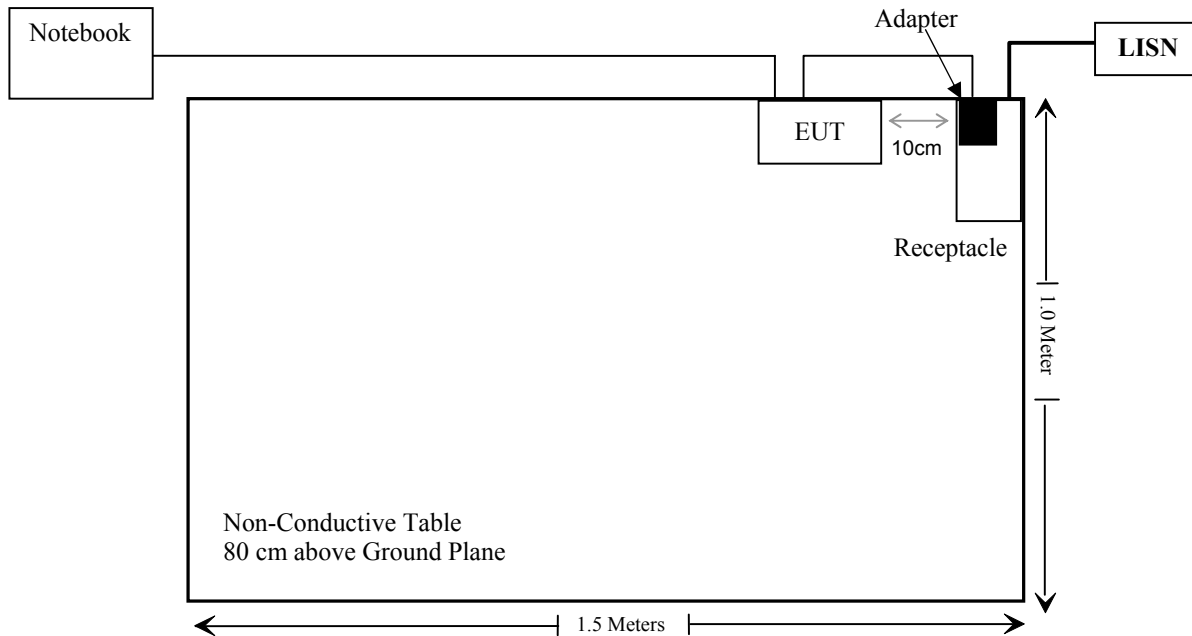 Notebook
Adapter
LISN
EUT
10cm
Receptacle
1.0 Meter
Non-Conductive Table
80 cm above Ground Plane
1.5 Meters